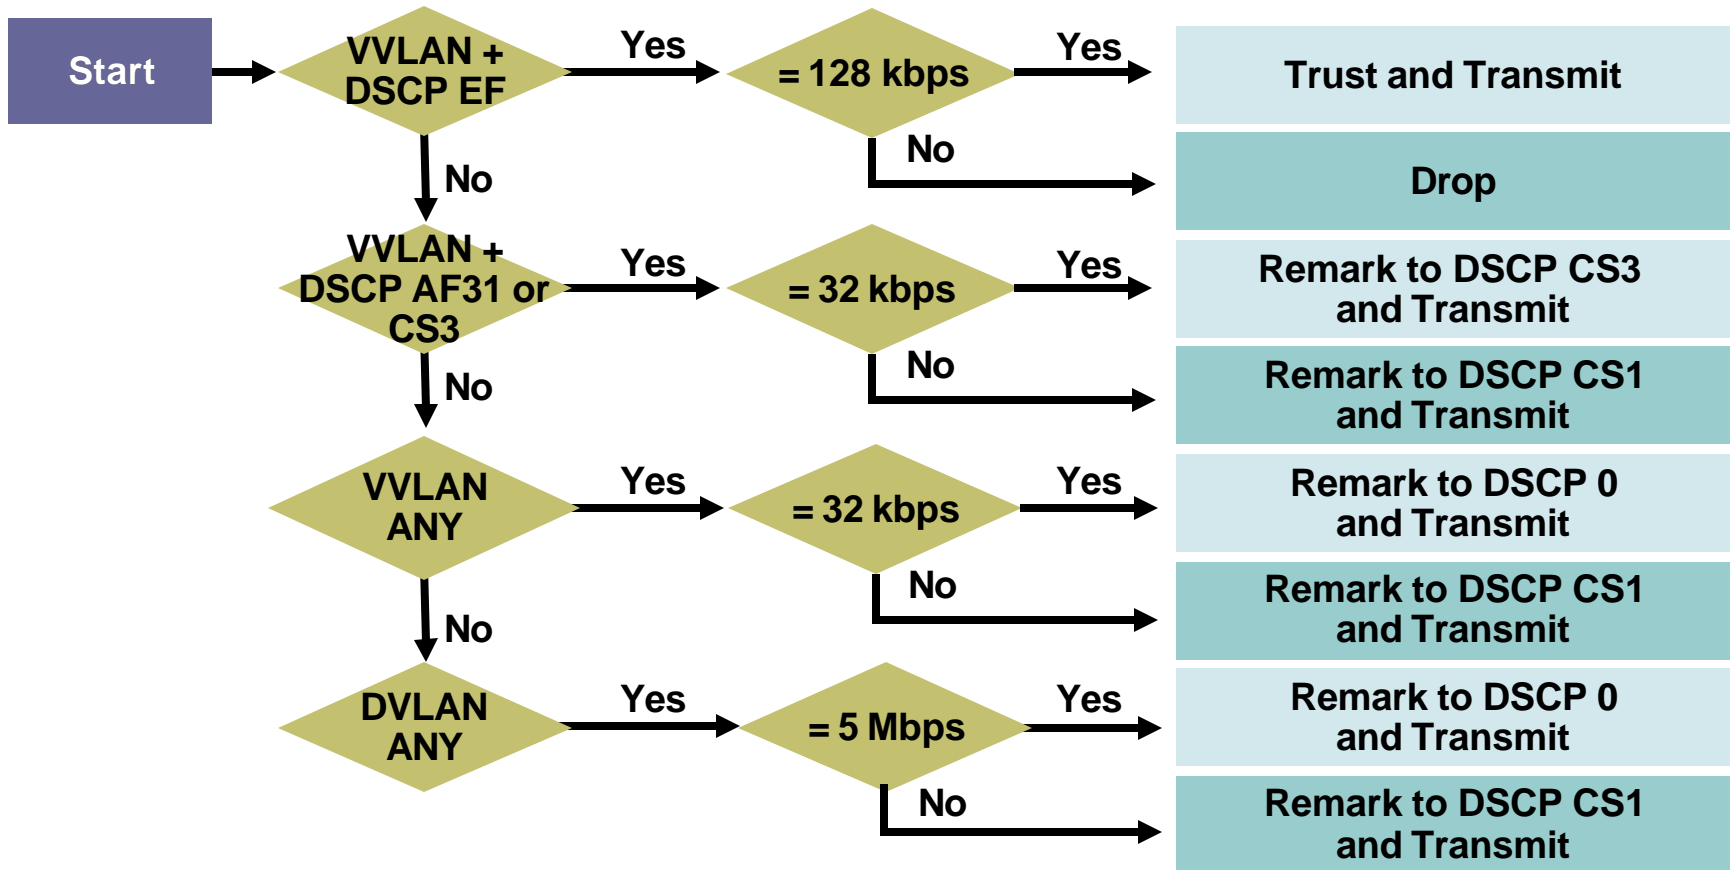 Start
VVLAN +
DSCP EF
Yes
= 128 kbps
Yes
Trust and Transmit
No
Drop
No
VVLAN +
DSCP AF31 or
CS3
Yes
= 32 kbps
Yes
Remark to DSCP CS3
and Transmit
No
Remark to DSCP CS1
and Transmit
No
VVLAN
ANY
Yes
= 32 kbps
Yes
Remark to DSCP 0
and Transmit
No
Remark to DSCP CS1
and Transmit
No
DVLAN
ANY
Yes
= 5 Mbps
Yes
Remark to DSCP 0
and Transmit
No
Remark to DSCP CS1
and Transmit